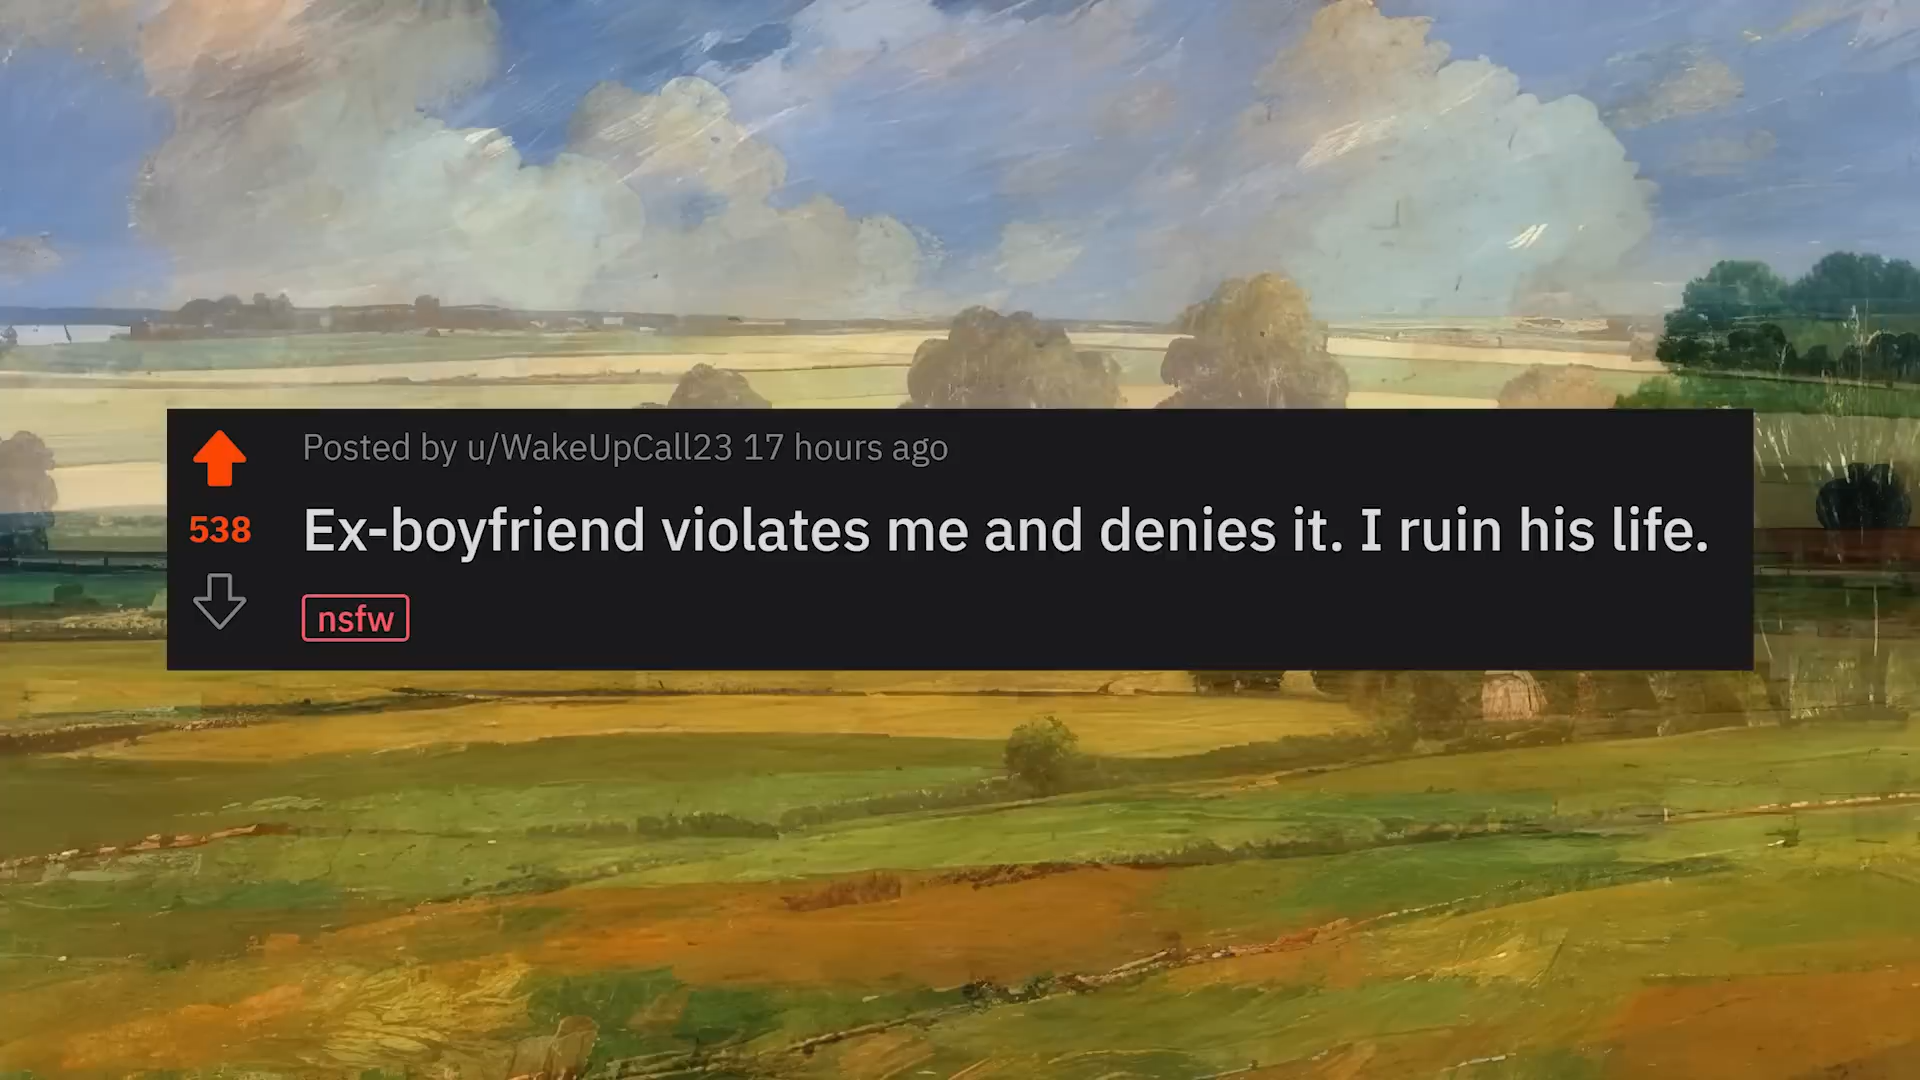 Posted by u/WakeUpCall23 17 hours ago
538
Ex-boyfriend violates me and denies it. I ruin his life.
nsfw